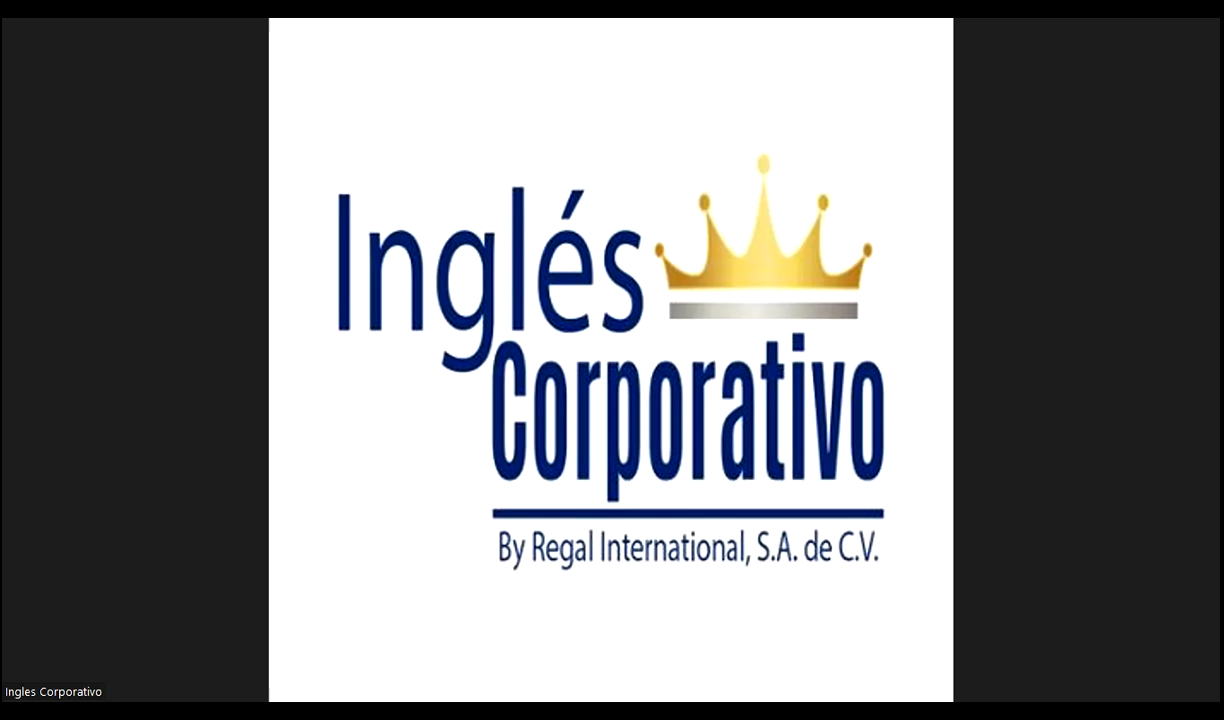 Inglés
Corporativo
By Regal International, S.A. de C.V.
Ingles Corporativo